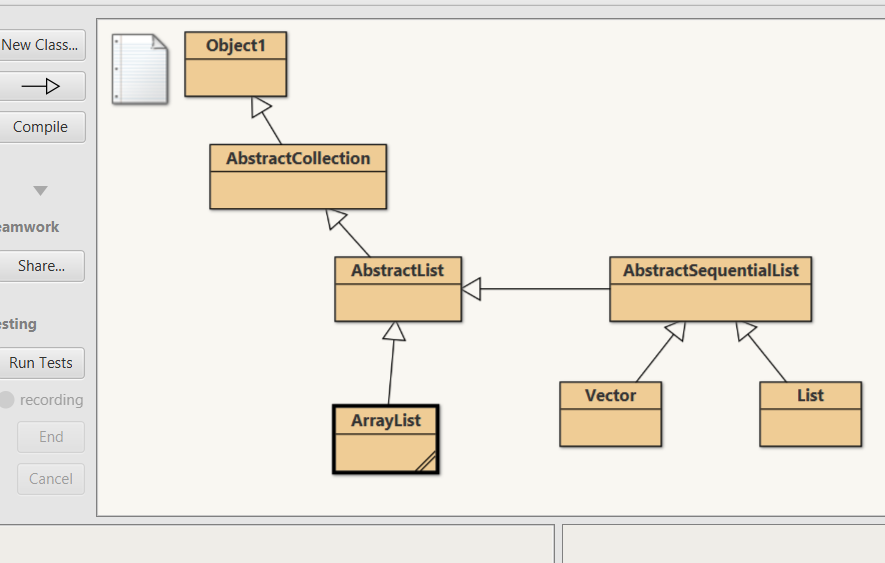 New Class...
Compile
eamwork
Share...
esting
Run Tests
recording
End
Cancel
Object1
AbstractCollection
AbstractList
AbstractSequentialList
ArrayList
Vector
List